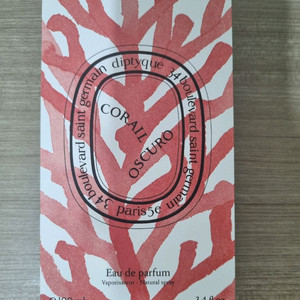 34 boulevard saint germain diptyque 34 boulevard saint germain
paris 5e
CORAIL
OSCURO
Eau de parfum
Vaporisateur - Natural spray